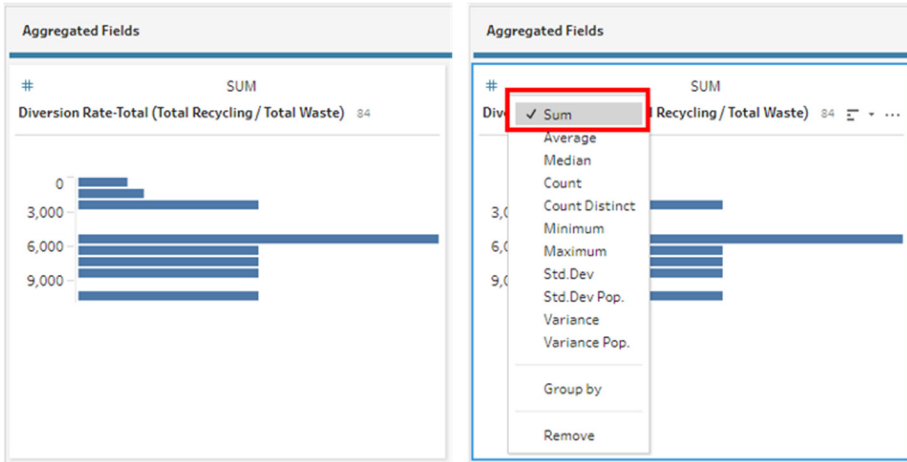 Aggregated Fields
# SUM
Diversion Rate-Total (Total Recycling / Total Waste) 84
0
3,000
6,000
9,000
Aggregated Fields
# SUM
Div Recycling / Total Waste) 84
✓ Sum
Average
Median
Count
Count Distinct
Minimum
Maximum
Std.Dev
Std.Dev Pop.
Variance
Variance Pop.
Group by
Remove
3,0
6,0
9,0